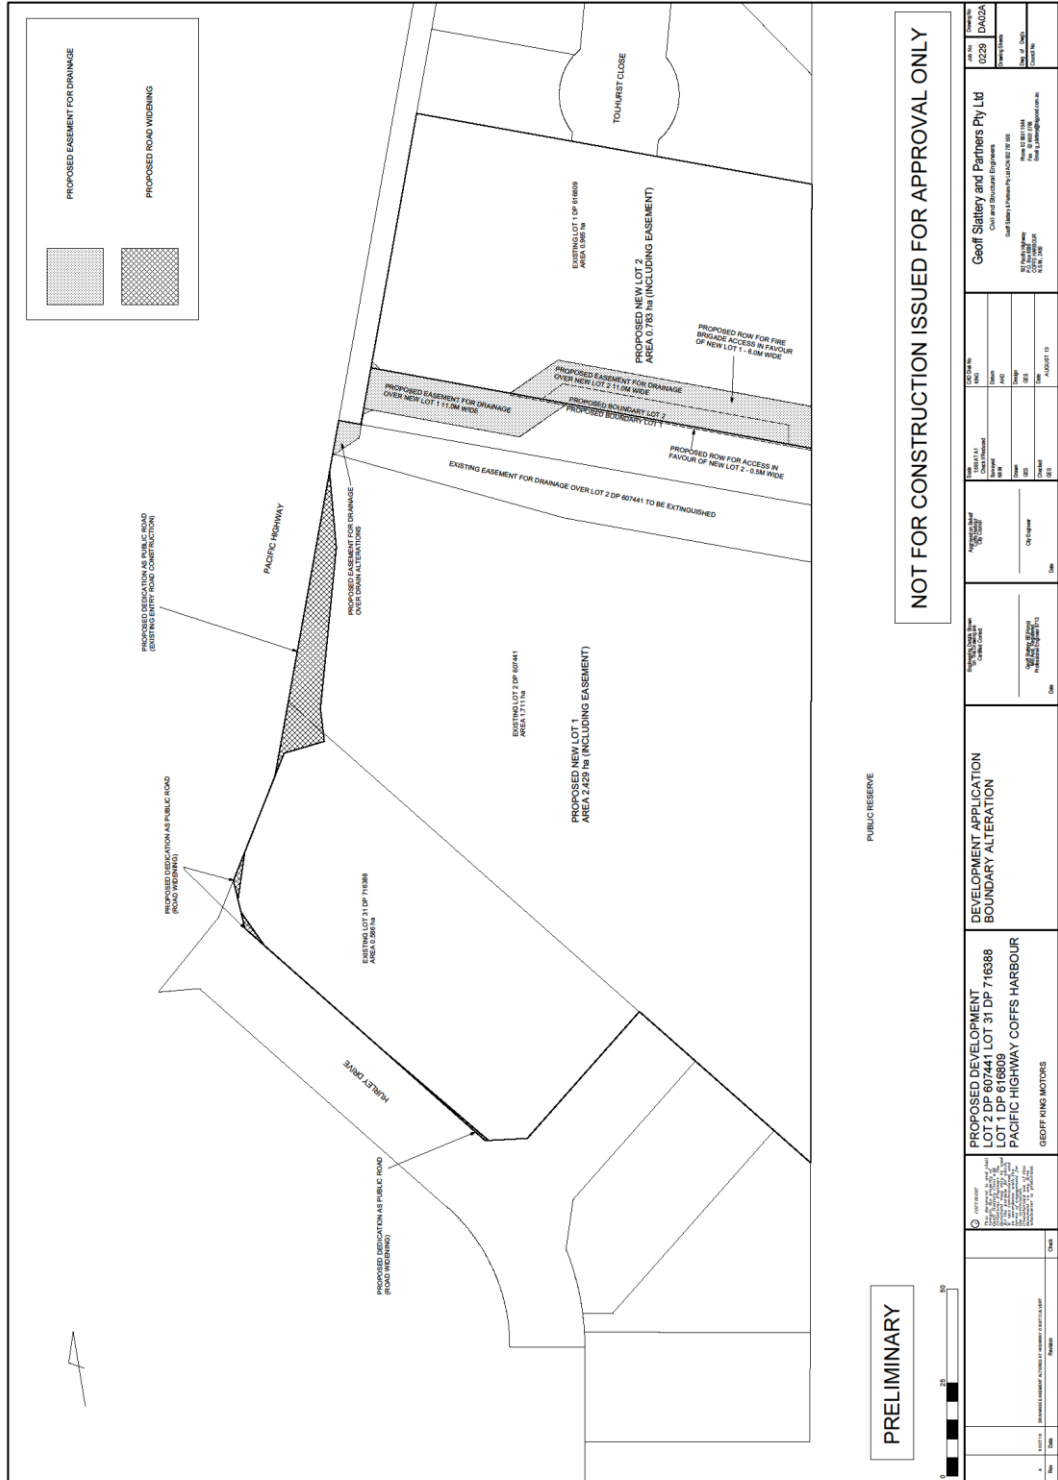 PROPOSED EASEMENT FOR DRAINAGE
PROPOSED ROAD WIDENING
TOLHURST CLOSE
EXISTING LOT 1 DP 616809
AREA 0.965 ha
PROPOSED NEW LOT 2
AREA 0.783 ha (INCLUDING EASEMENT)
PROPOSED ROW FOR FIRE
BRIGADE ACCESS IN FAVOUR
OF NEW LOT 1 - 6.0M WIDE
PROPOSED EASEMENT FOR DRAINAGE
OVER NEW LOT 2 11.0M WIDE
PROPOSED EASEMENT FOR DRAINAGE
OVER NEW LOT 1 11.0M WIDE
PROPOSED BOUNDARY LOT 2
PROPOSED BOUNDARY LOT 1
PROPOSED ROW FOR ACCESS IN
FAVOUR OF NEW LOT 2 - 0.5M WIDE
EXISTING EASEMENT FOR DRAINAGE OVER LOT 2 DP 607441 TO BE EXTINGUISHED
PROPOSED EASEMENT FOR DRAINAGE
OVER DRAIN ALTERATIONS
PACIFIC HIGHWAY
PROPOSED DEDICATION AS PUBLIC ROAD
(EXISTING ENTRY ROAD CONSTRUCTION)
EXISTING LOT 2 DP 607441
AREA 1.711 ha
PROPOSED NEW LOT 1
AREA 2.429 ha (INCLUDING EASEMENT)
PROPOSED DEDICATION AS PUBLIC ROAD
(ROAD WIDENING)
EXISTING LOT 31 DP 716388
AREA 0.586 ha
HURLEY DRIVE
PROPOSED DEDICATION AS PUBLIC ROAD
(ROAD WIDENING)
PUBLIC RESERVE
NOT FOR CONSTRUCTION ISSUED FOR APPROVAL ONLY
PRELIMINARY
0 25 50
Job No
0229
Drawing No
DA02A
Geoff Slattery and Partners Pty Ltd
Civil and Structural Engineers
AUGUST 13
City Engineer
Date
Date
DEVELOPMENT APPLICATION
BOUNDARY ALTERATION
PROPOSED DEVELOPMENT
LOT 2 DP 607441 LOT 31 DP 716388
LOT 1 DP 616809
PACIFIC HIGHWAY COFFS HARBOUR
GEOFF KING MOTORS
COPYRIGHT
Rev Date Revision Check